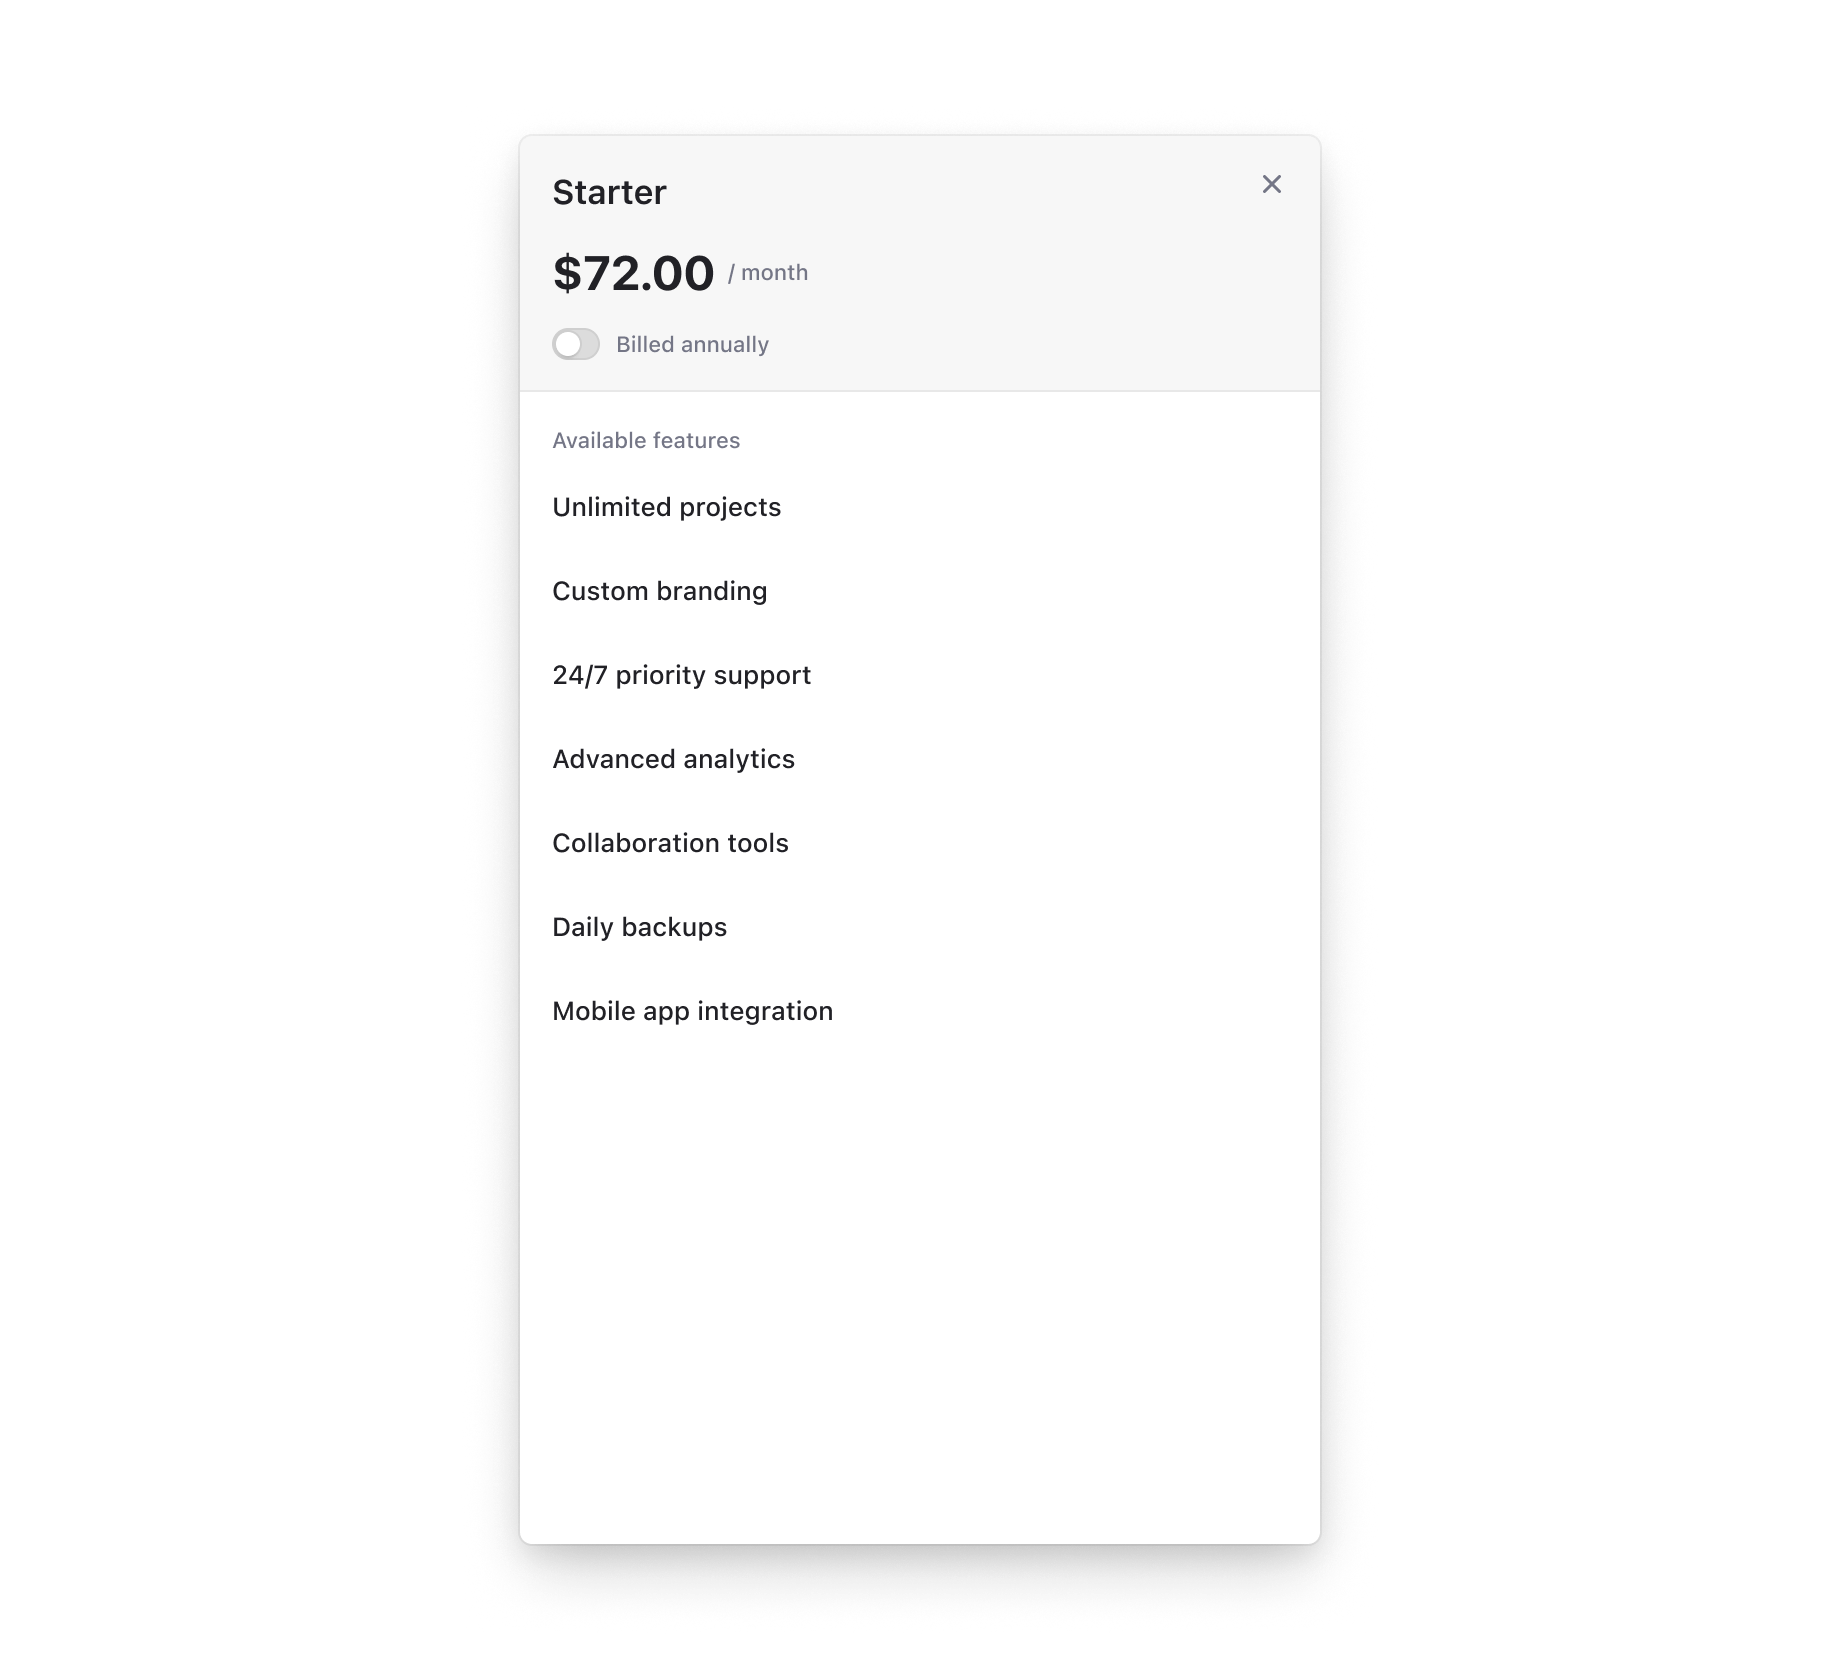 Starter
$72.00 / month
Billed annually
Available features
Unlimited projects
Custom branding
24/7 priority support
Advanced analytics
Collaboration tools
Daily backups
Mobile app integration